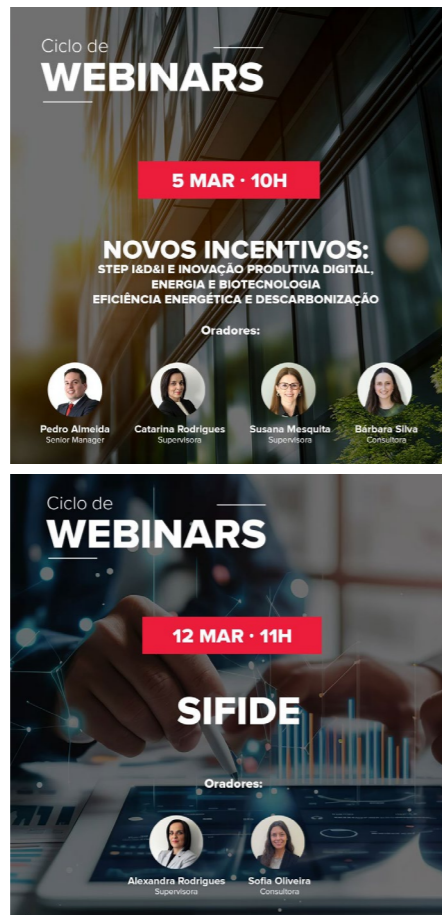 Ciclo de
WEBINARS
5 MAR · 10H
NOVOS INCENTIVOS:
STEP I&D&I E INOVAÇÃO PRODUTIVA DIGITAL,
ENERGIA E BIOTECNOLOGIA
EFICIÊNCIA ENERGÉTICA E DESCARBONIZAÇÃO
Oradores:
Pedro Almeida Catarina Rodrigues Susana Mesquita Bárbara Silva
Senior Manager Supervisora Supervisora Consultora
Ciclo de
WEBINARS
12 MAR · 11H
SIFIDE
Oradores:
Alexandra Rodrigues Sofia Oliveira
Supervisora Consultora